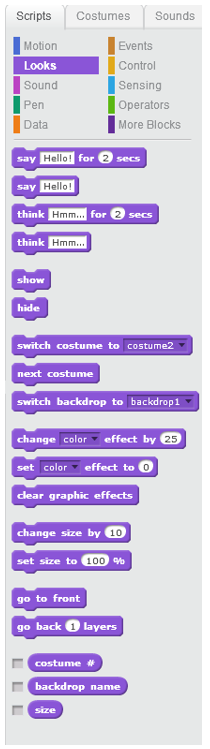 Scripts Costumes Sounds
Motion Events
Looks Control
Sound Sensing
Pen Operators
Data More Blocks
say Hello! for 2 secs
say Hello!
think Hmm... for 2 secs
think Hmm...
show
hide
switch costume to costume2
next costume
switch backdrop to backdrop1
change color effect by 25
set color effect to 0
clear graphic effects
change size by 10
set size to 100 %
go to front
go back 1 layers
costume #
backdrop name
size